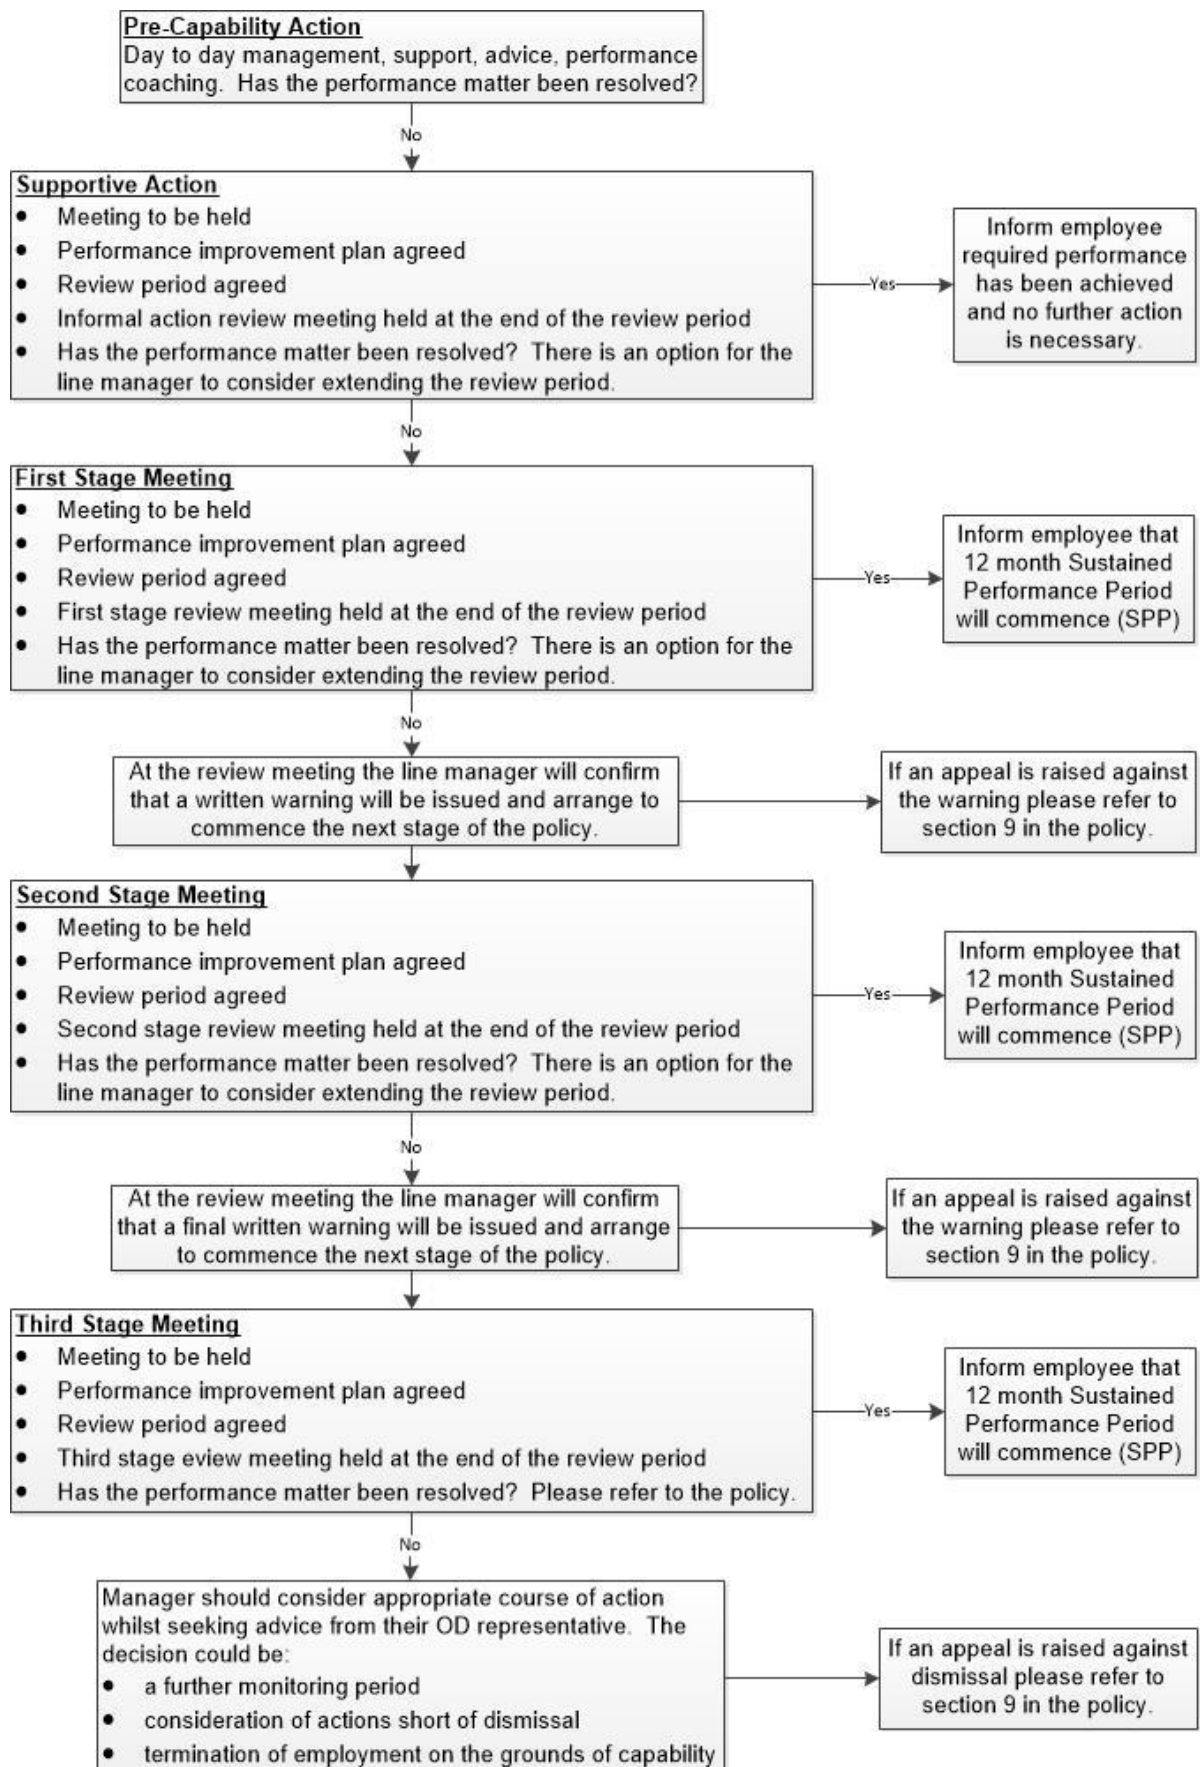 Pre-Capability Action
Day to day management, support, advice, performance
coaching.  Has the performance matter been resolved?
No
Supportive Action
• Meeting to be held
• Performance improvement plan agreed
• Review period agreed
• Informal action review meeting held at the end of the review period
• Has the performance matter been resolved?  There is an option for the
line manager to consider extending the review period.
Yes
Inform employee
required performance
has been achieved
and no further action
is necessary.
No
First Stage Meeting
• Meeting to be held
• Performance improvement plan agreed
• Review period agreed
• First stage review meeting held at the end of the review period
• Has the performance matter been resolved?  There is an option for the
line manager to consider extending the review period.
Yes
Inform employee that
12 month Sustained
Performance Period
will commence (SPP)
No
At the review meeting the line manager will confirm
that a written warning will be issued and arrange to
commence the next stage of the policy.
If an appeal is raised against
the warning please refer to
section 9 in the policy.
Second Stage Meeting
• Meeting to be held
• Performance improvement plan agreed
• Review period agreed
• Second stage review meeting held at the end of the review period
• Has the performance matter been resolved?  There is an option for the
line manager to consider extending the review period.
Yes
Inform employee that
12 month Sustained
Performance Period
will commence (SPP)
No
At the review meeting the line manager will confirm
that a final written warning will be issued and arrange
to commence the next stage of the policy.
If an appeal is raised against
the warning please refer to
section 9 in the policy.
Third Stage Meeting
• Meeting to be held
• Performance improvement plan agreed
• Review period agreed
• Third stage eview meeting held at the end of the review period
• Has the performance matter been resolved?  Please refer to the policy.
Yes
Inform employee that
12 month Sustained
Performance Period
will commence (SPP)
No
Manager should consider appropriate course of action
whilst seeking advice from their OD representative.  The
decision could be:
• a further monitoring period
• consideration of actions short of dismissal
• termination of employment on the grounds of capability
If an appeal is raised against
dismissal please refer to
section 9 in the policy.